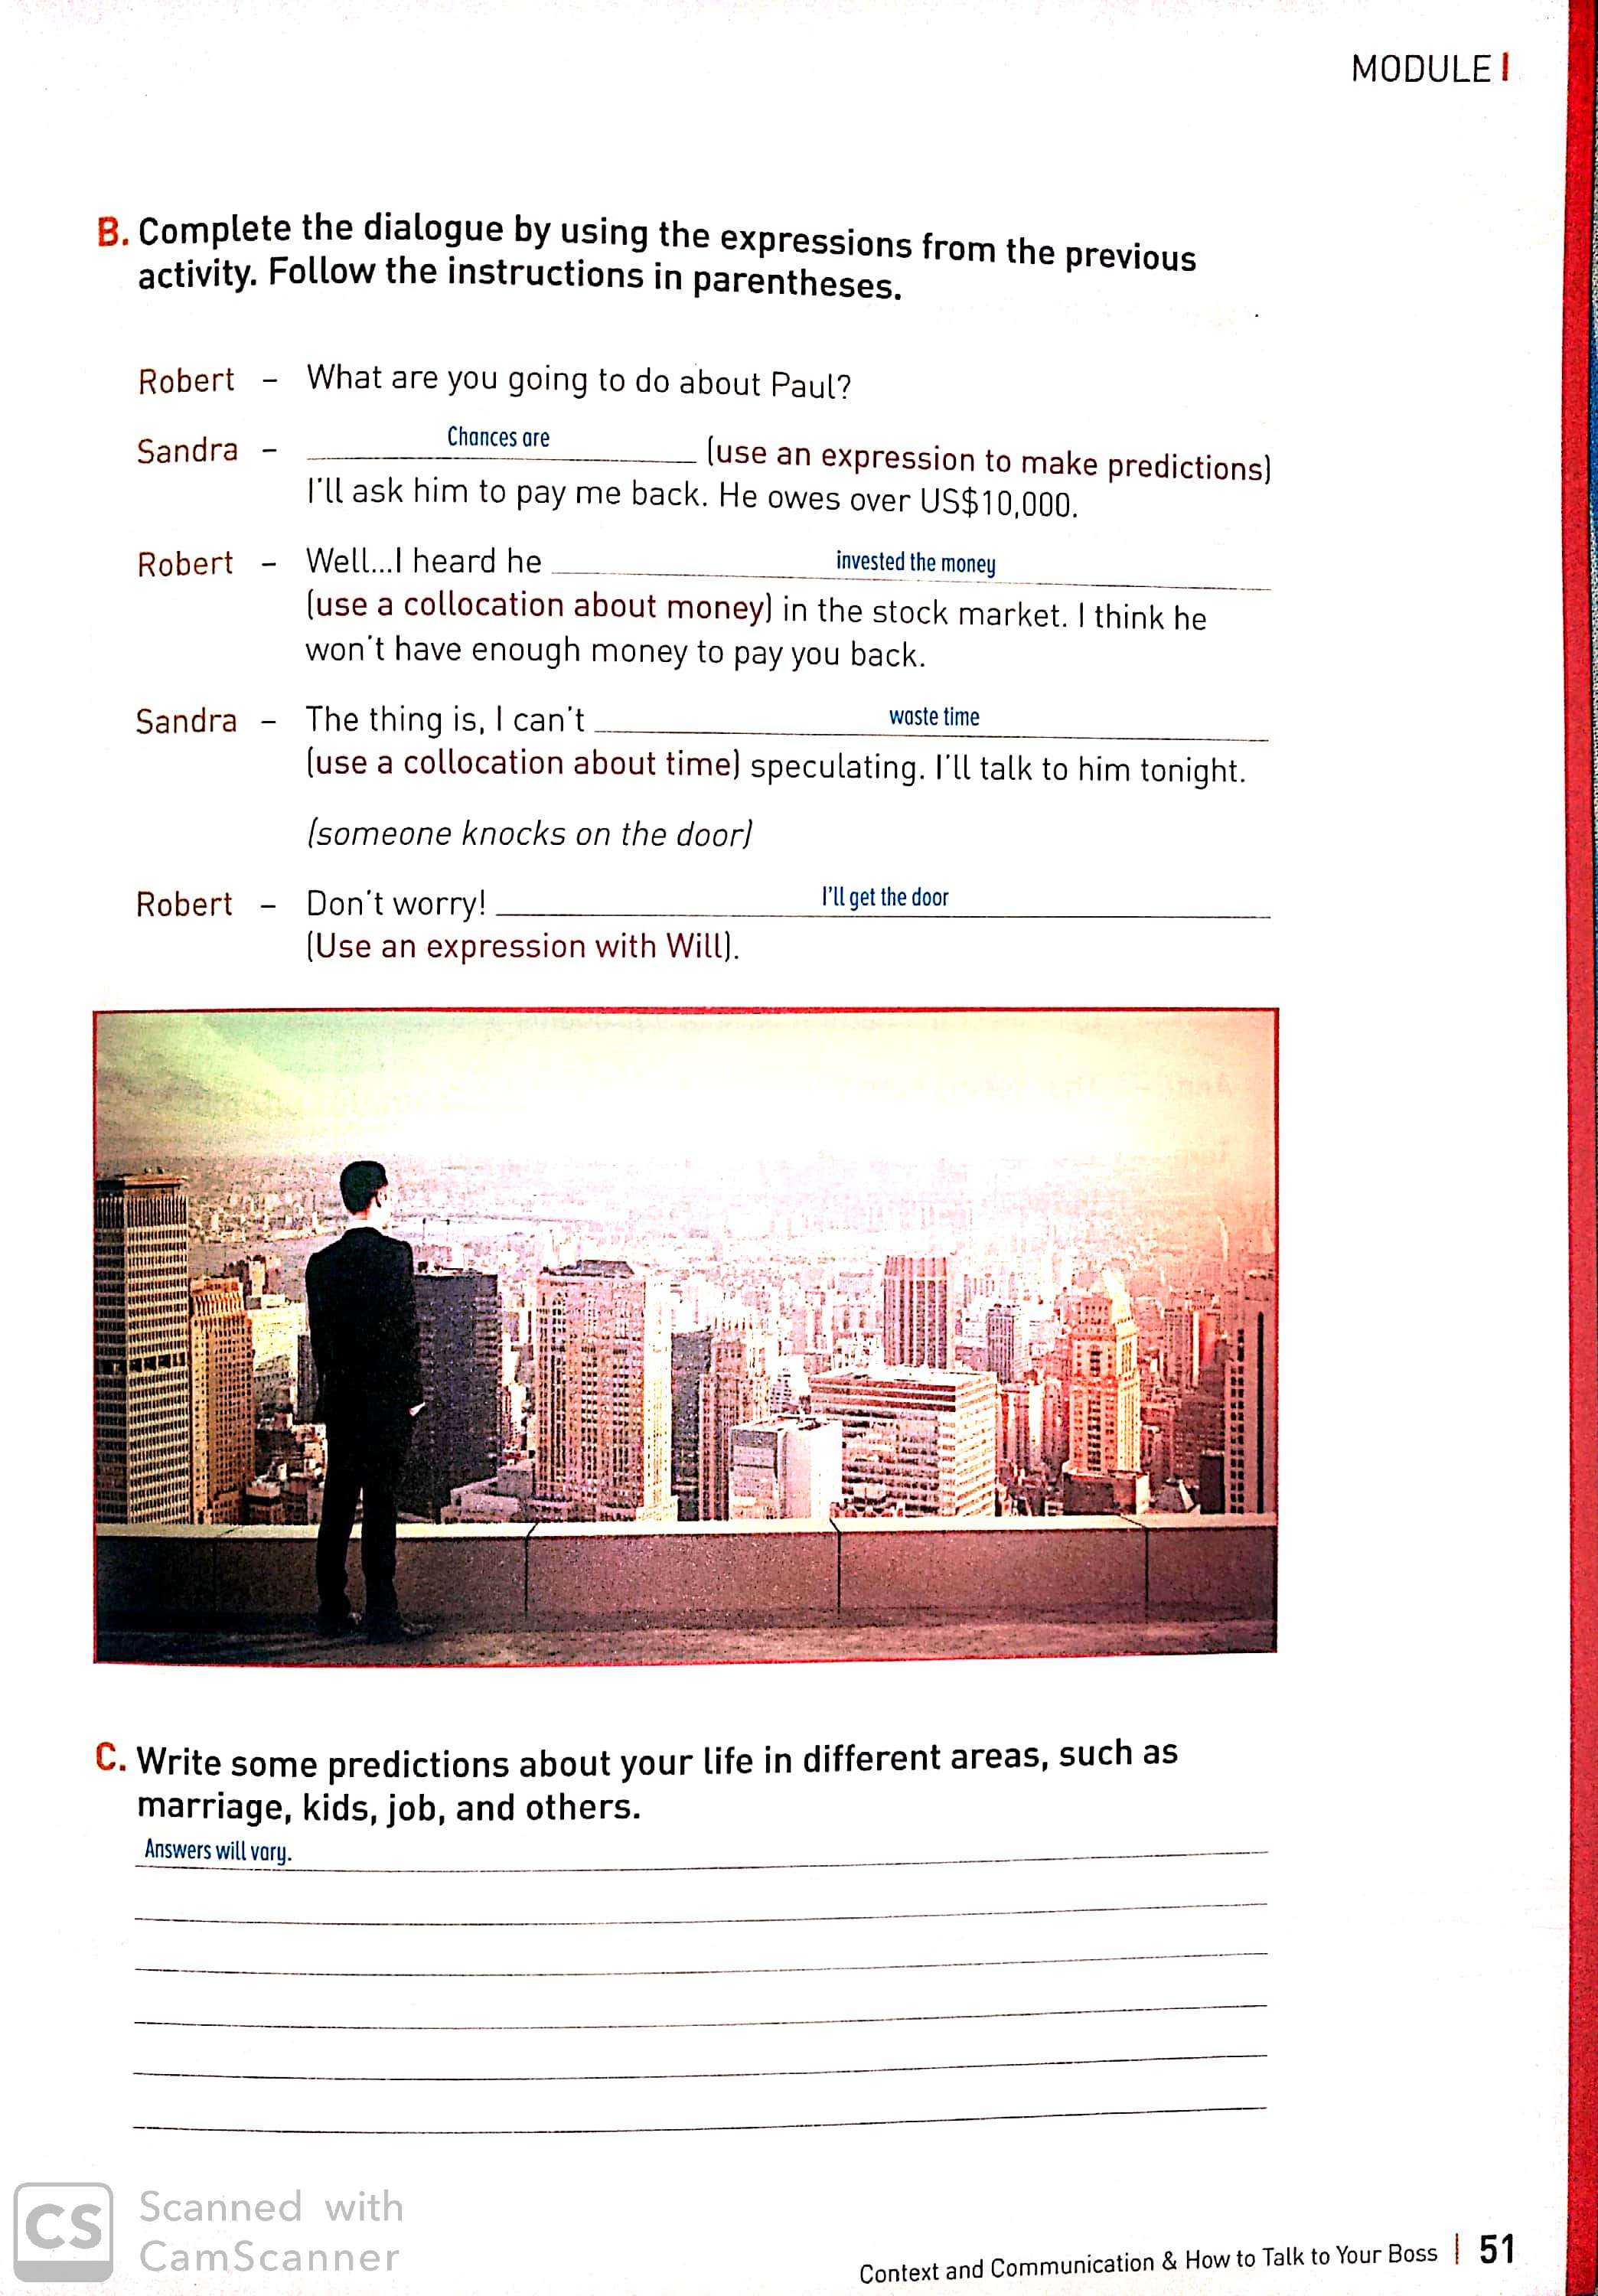 MODULE I
B. Complete the dialogue by using the expressions from the previous
activity. Follow the instructions in parentheses.
Robert – What are you going to do about Paul?
Sandra – Chances are (use an expression to make predictions)
I'll ask him to pay me back. He owes over US$10,000.
Robert – Well...I heard he invested the money
(use a collocation about money) in the stock market. I think he
won't have enough money to pay you back.
Sandra – The thing is, I can't waste time
(use a collocation about time) speculating. I'll talk to him tonight.
(someone knocks on the door)
Robert – Don't worry! I'll get the door
(Use an expression with Will).
C. Write some predictions about your life in different areas, such as
marriage, kids, job, and others.
Answers will vary.
CS Scanned with
CamScanner
Context and Communication & How to Talk to Your Boss | 51